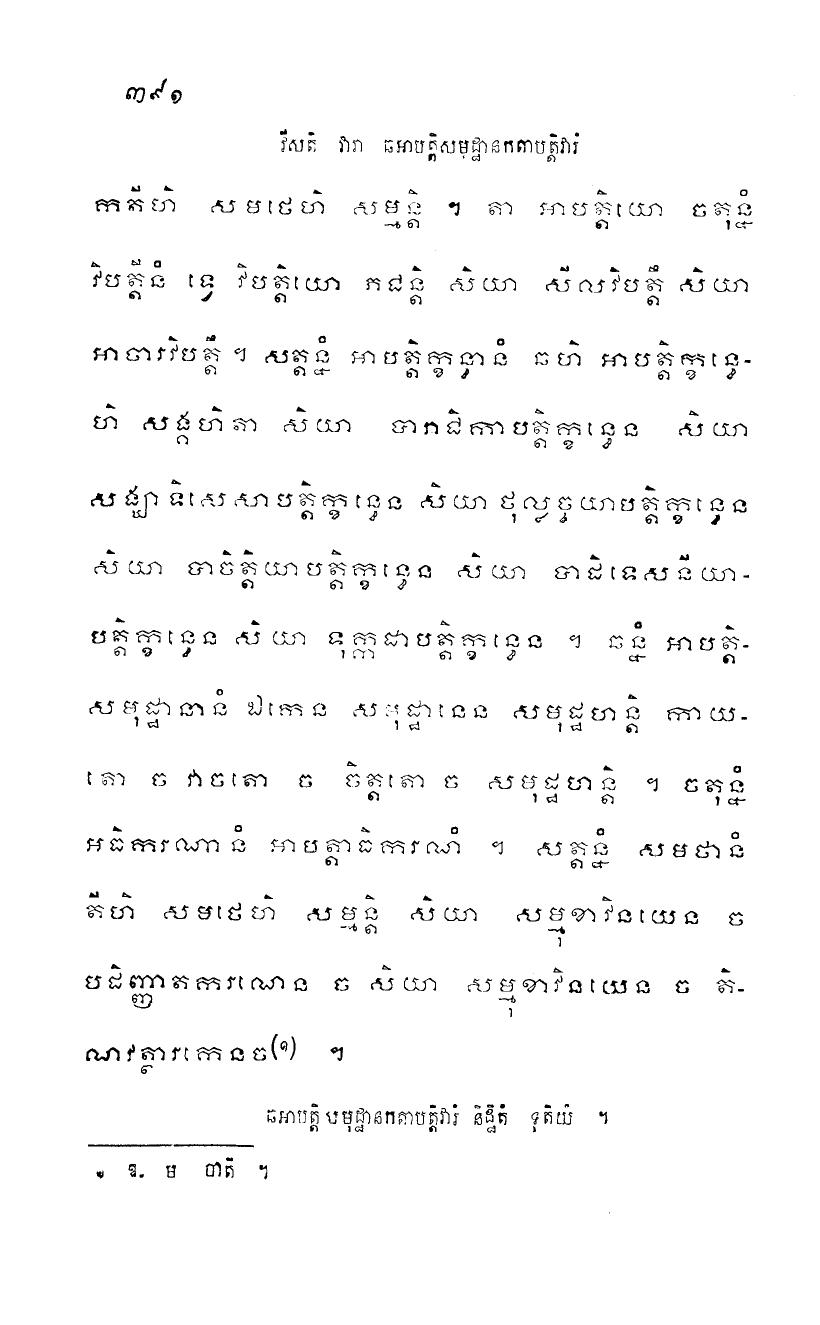 ៣៩១
វីសតិ វារា ឆអាបត្តិសមុដ្ឋានកតាបត្តិវារំ
កតីហិ សមថេហិ សម្មន្តិ ។ តា អាបត្តិយោ ចតុន្នំ
វិបត្តីនំ ទ្វេ វិបត្តិយោ ភជន្តិ សិយា សីលវិបត្តឹ សិយា
អាចារវិបត្តឹ ។ សត្តន្នំ អាបត្តិក្ខន្ធានំ ឆហិ អាបត្តិក្ខន្ធេ-
ហិ សង្គហិតា សិយា បារាជិកាបត្តិក្ខន្ធេន សិយា
សង្ឃាទិសេសាបត្តិក្ខន្ធេន សិយា ថុល្លច្ចយាបត្តិក្ខន្ធេន
សិយា បាចិត្តិយាបត្តិក្ខន្ធេន សិយា បាដិទេសនីយា-
បត្តិក្ខន្ធេន សិយា ទុក្កដាបត្តិក្ខន្ធេន ។ ឆន្នំ អាបត្តិ-
សមុដ្ឋានានំ ឯកេន សមុដ្ឋានេន សមុដ្ឋហន្តិ កាយ-
តោ ច វាចតោ ច ចិត្តតោ ច សមុដ្ឋហន្តិ ។ ចតុន្នំ
អធិករណានំ អាបត្តាធិករណំ ។ សត្តន្នំ សមថានំ
តីហិ សមថេហិ សម្មន្តិ សិយា សម្មុខាវិនយេន ច
បដិញ្ញាតករណេន ច សិយា សម្មុខាវិនយេន ច តិ-
ណវត្ថារកេនច(១) ។
ឆអាបត្តិសមុដ្ឋានកតាបត្តិវារំ និដ្ឋិតំ ទុតិយំ ។
១ ឱ. ម ចាតិ ។